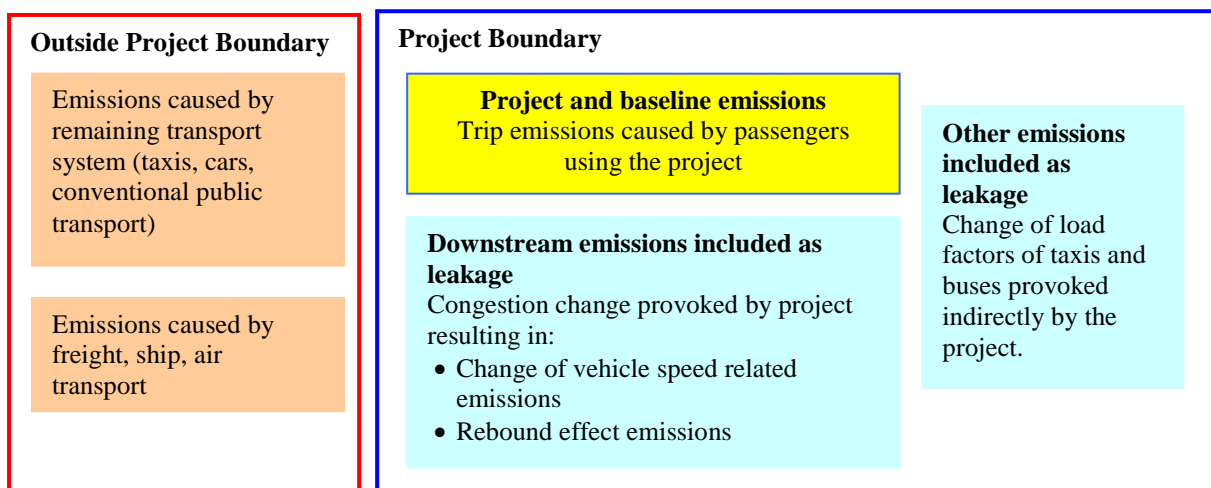 Outside Project Boundary
Emissions caused by
remaining transport
system (taxis, cars,
conventional public
transport)
Emissions caused by
freight, ship, air
transport
Project Boundary
Project and baseline emissions
Trip emissions caused by passengers
using the project
Downstream emissions included as
leakage
Congestion change provoked by project
resulting in:
• Change of vehicle speed related
emissions
• Rebound effect emissions
Other emissions
included as
leakage
Change of load
factors of taxis and
buses provoked
indirectly by the
project.